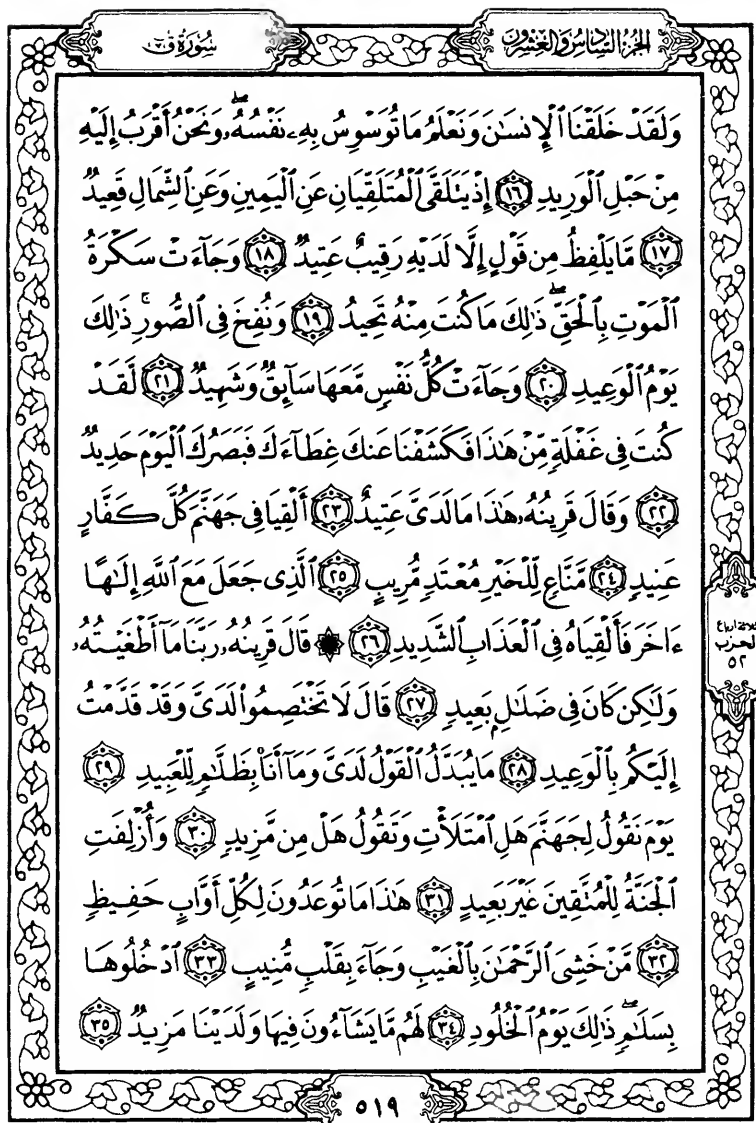 الجزء السادس والعشرون
سورة ق
وَلَقَدْ خَلَقْنَا ٱلْإِنسَٰنَ وَنَعْلَمُ مَا تُوَسْوِسُ بِهِۦ نَفْسُهُۥۖ وَنَحْنُ أَقْرَبُ إِلَيْهِ
مِنْ حَبْلِ ٱلْوَرِيدِ ١٦ إِذْ يَتَلَقَّى ٱلْمُتَلَقِّيَانِ عَنِ ٱلْيَمِينِ وَعَنِ ٱلشِّمَالِ قَعِيدٌ
١٧ مَّا يَلْفِظُ مِن قَوْلٍ إِلَّا لَدَيْهِ رَقِيبٌ عَتِيدٌ ١٨ وَجَآءَتْ سَكْرَةُ
ٱلْمَوْتِ بِٱلْحَقِّۖ ذَٰلِكَ مَا كُنتَ مِنْهُ تَحِيدُ ١٩ وَنُفِخَ فِى ٱلصُّورِۚ ذَٰلِكَ
يَوْمُ ٱلْوَعِيدِ ٢٠ وَجَآءَتْ كُلُّ نَفْسٍ مَّعَهَا سَآئِقٌ وَشَهِيدٌ ٢١ لَّقَدْ
كُنتَ فِى غَفْلَةٍ مِّنْ هَٰذَا فَكَشَفْنَا عَنكَ غِطَآءَكَ فَبَصَرُكَ ٱلْيَوْمَ حَدِيدٌ
٢٢ وَقَالَ قَرِينُهُۥ هَٰذَا مَا لَدَىَّ عَتِيدٌ ٢٣ أَلْقِيَا فِى جَهَنَّمَ كُلَّ كَفَّارٍ
عَنِيدٍ ٢٤ مَّنَّاعٍ لِّلْخَيْرِ مُعْتَدٍ مُّرِيبٍ ٢٥ ٱلَّذِى جَعَلَ مَعَ ٱللَّهِ إِلَٰهًا
ءَاخَرَ فَأَلْقِيَاهُ فِى ٱلْعَذَابِ ٱلشَّدِيدِ ٢٦ ۞ قَالَ قَرِينُهُۥ رَبَّنَا مَآ أَطْغَيْتُهُۥ
وَلَٰكِن كَانَ فِى ضَلَٰلٍۭ بَعِيدٍ ٢٧ قَالَ لَا تَخْتَصِمُوا۟ لَدَىَّ وَقَدْ قَدَّمْتُ
إِلَيْكُم بِٱلْوَعِيدِ ٢٨ مَا يُبَدَّلُ ٱلْقَوْلُ لَدَىَّ وَمَآ أَنَا۠ بِظَلَّٰمٍ لِّلْعَبِيدِ ٢٩
يَوْمَ نَقُولُ لِجَهَنَّمَ هَلِ ٱمْتَلَأْتِ وَتَقُولُ هَلْ مِن مَّزِيدٍ ٣٠ وَأُزْلِفَتِ
ٱلْجَنَّةُ لِلْمُتَّقِينَ غَيْرَ بَعِيدٍ ٣١ هَٰذَا مَا تُوعَدُونَ لِكُلِّ أَوَّابٍ حَفِيظٍ
٣٢ مَّنْ خَشِىَ ٱلرَّحْمَٰنَ بِٱلْغَيْبِ وَجَآءَ بِقَلْبٍ مُّنِيبٍ ٣٣ ٱدْخُلُوهَا
بِسَلَٰمٍۖ ذَٰلِكَ يَوْمُ ٱلْخُلُودِ ٣٤ لَهُم مَّا يَشَآءُونَ فِيهَا وَلَدَيْنَا مَزِيدٌ ٣٥
ثلاثة ارباع
الحزب
٥٢
٥١٩